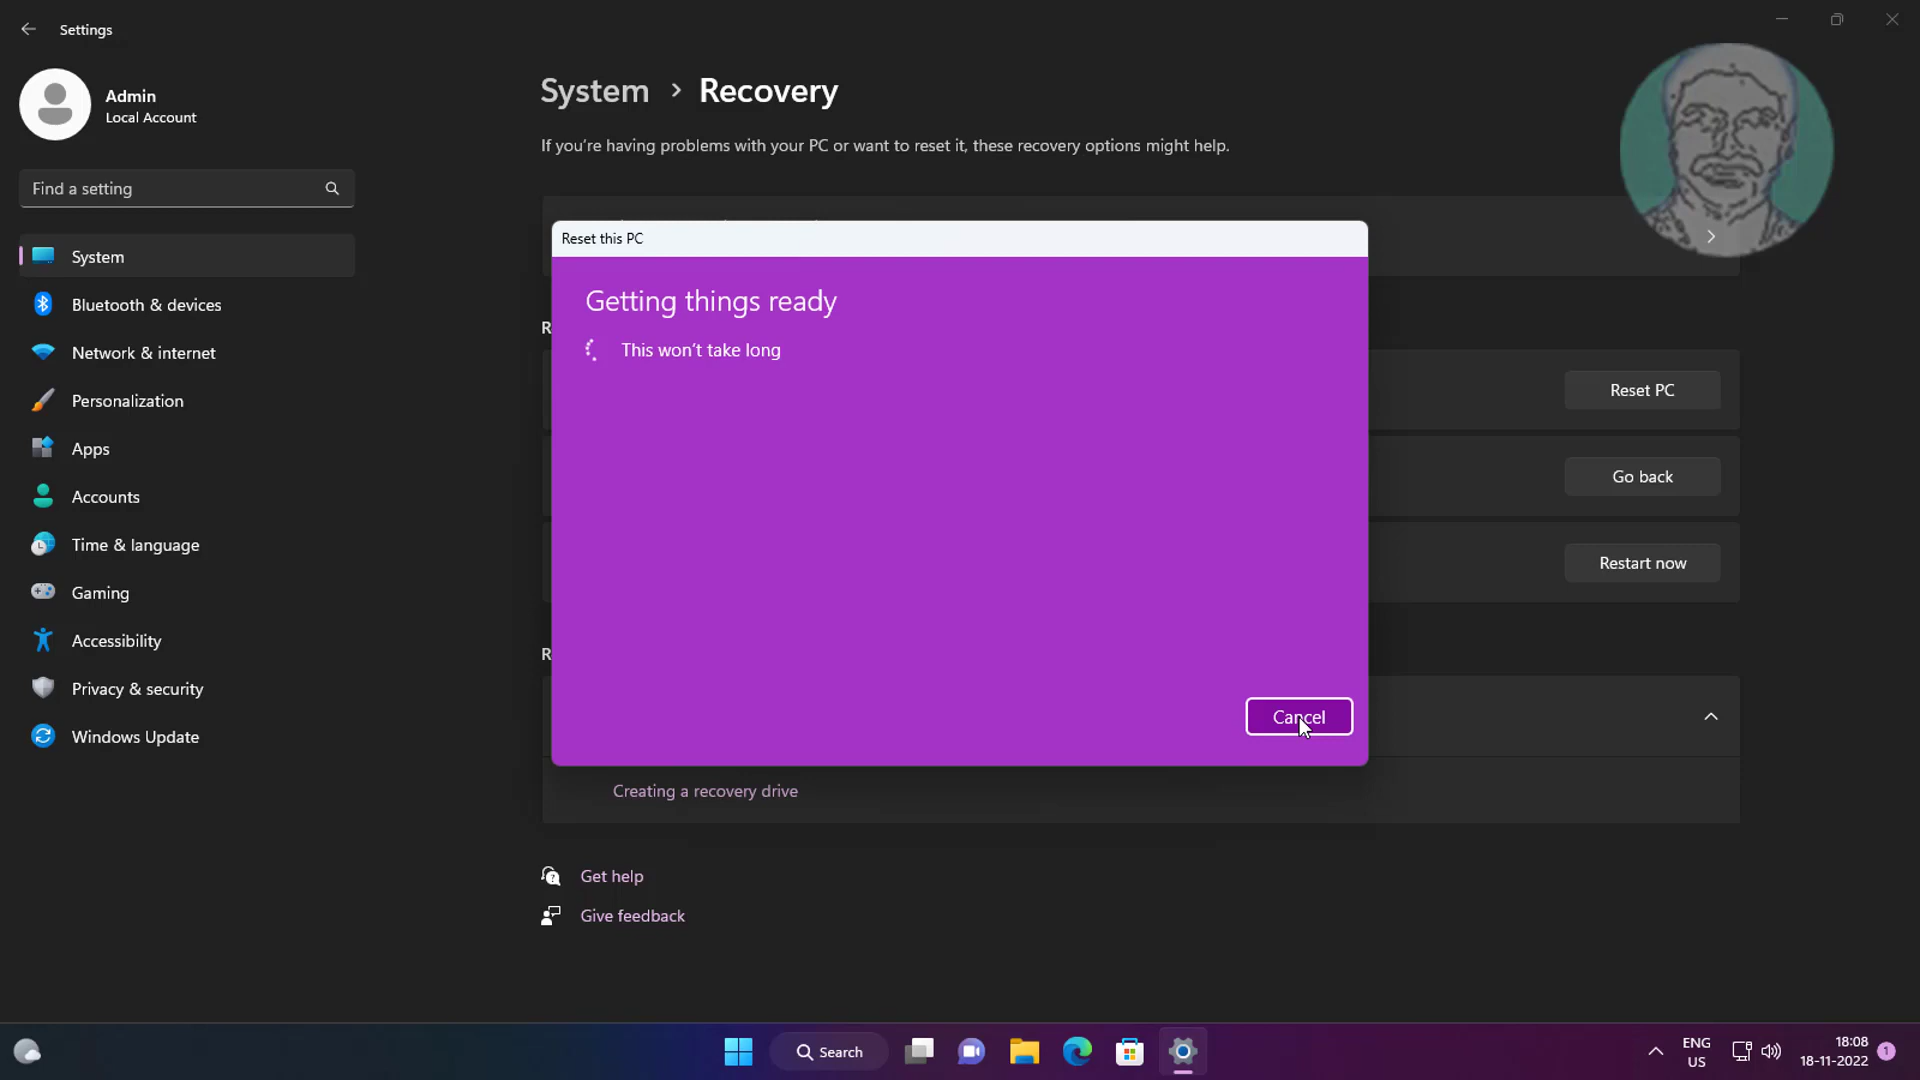 Settings
Admin
Local Account
Find a setting
System
Bluetooth & devices
Network & internet
Personalization
Apps
Accounts
Time & language
Gaming
Accessibility
Privacy & security
Windows Update
System > Recovery
If you're having problems with your PC or want to reset it, these recovery options might help.
Reset this PC
Getting things ready
This won't take long
Cancel
Reset PC
Go back
Restart now
Creating a recovery drive
Get help
Give feedback
Search
ENG
US
18:08
18-11-2022
1